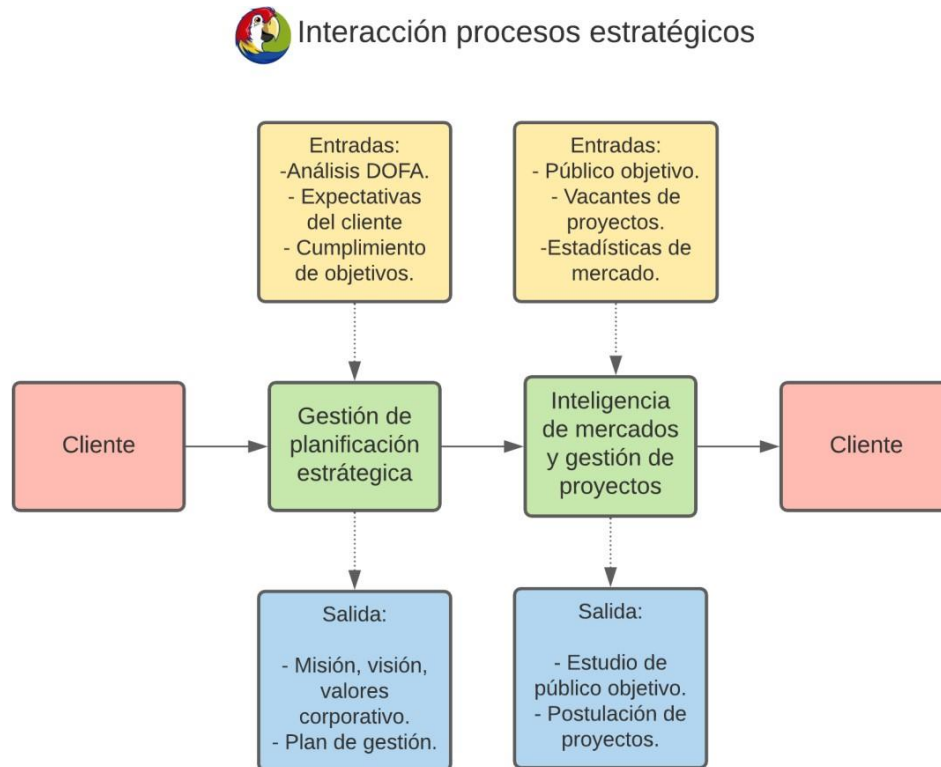 Interacción procesos estratégicos
Entradas:
-Análisis DOFA.
- Expectativas
del cliente
- Cumplimiento
de objetivos.
Entradas:
- Público objetivo.
- Vacantes de
proyectos.
-Estadísticas de
mercado.
Cliente
Gestión de
planificación
estrátegica
Inteligencia
de mercados
y gestión de
proyectos
Cliente
Salida:
- Misión, visión,
valores
corporativo.
- Plan de gestión.
Salida:
- Estudio de
público objetivo.
- Postulación de
proyectos.